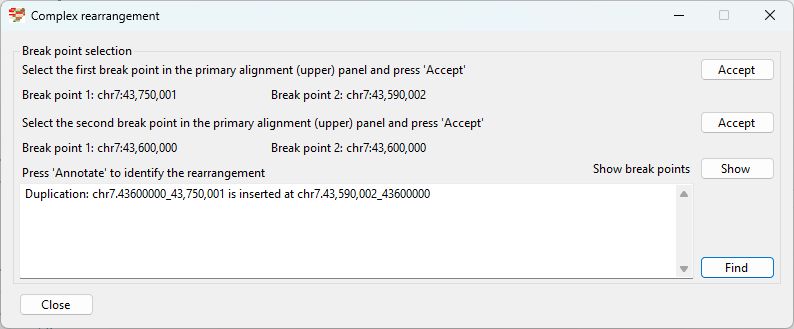 Complex rearrangement
Break point selection
Select the first break point in the primary alignment (upper) panel and press 'Accept'
Accept
Break point 1: chr7:43,750,001 Break point 2: chr7:43,590,002
Select the second break point in the primary alignment (upper) panel and press 'Accept'
Accept
Break point 1: chr7:43,600,000 Break point 2: chr7:43,600,000
Press 'Annotate' to identify the rearrangement
Show break points
Show
Duplication: chr7.43600000_43,750,001 is inserted at chr7.43,590,002_43600000
Find
Close